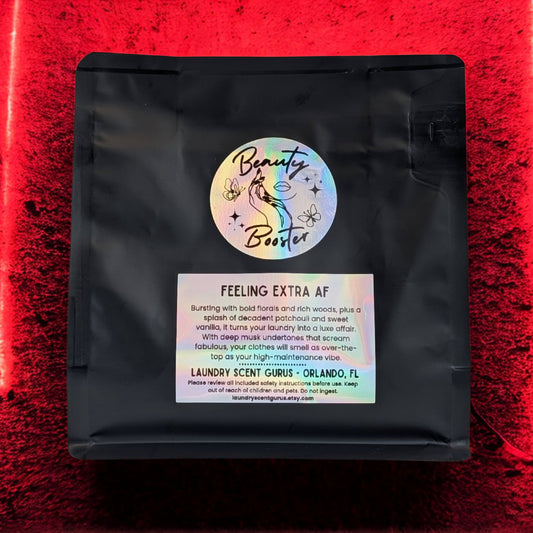 Beauty
Booster
FEELING EXTRA AF
Bursting with bold florals and rich woods, plus a
splash of decadent patchouli and sweet
vanilla, it turns your laundry into a luxe affair.
With deep musk undertones that scream
fabulous, your clothes will smell as over-the-
top as your high-maintenance vibe.
LAUNDRY SCENT GURUS - ORLANDO, FL
Please review all included safety instructions before use. Keep
out of reach of children and pets. Do not ingest.
laundryscentgurus.etsy.com